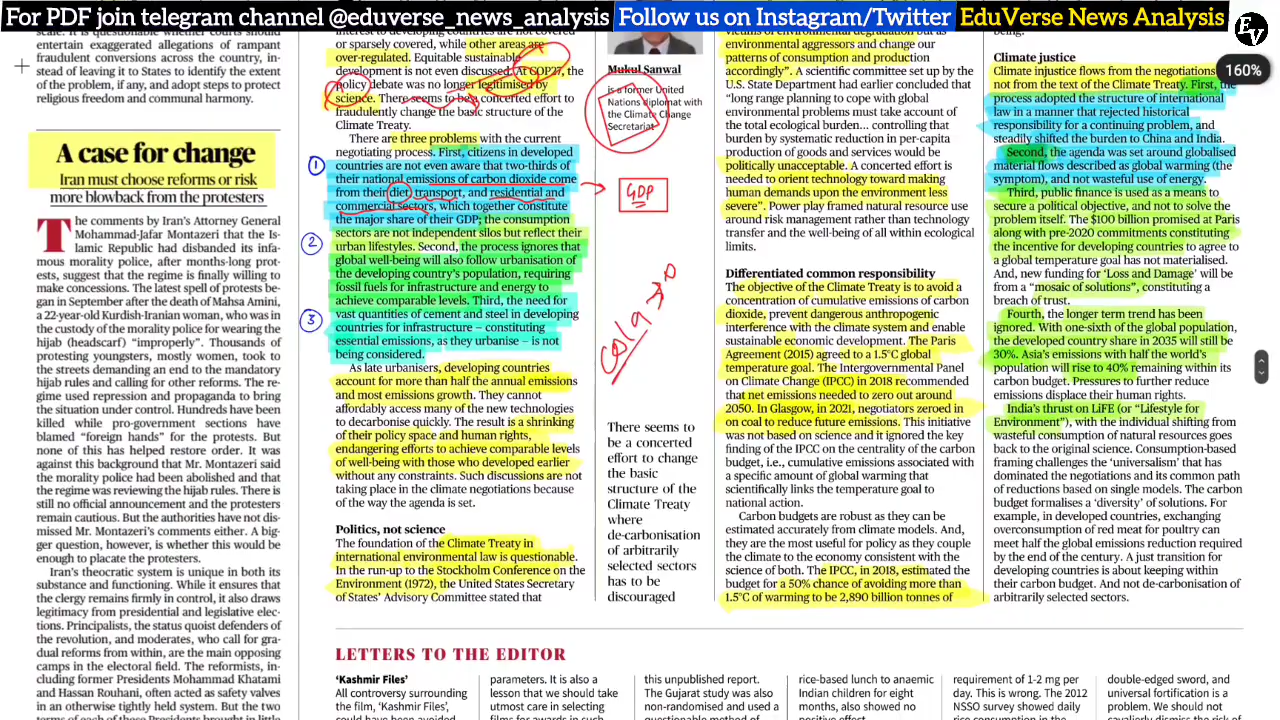 For PDF join telegram channel @eduverse_news_analysis Follow us on Instagram/Twitter EduVerse News Analysis
EV
160%
scale. It is questionable whether courts should
entertain exaggerated allegations of rampant
fraudulent conversions across the country, in-
stead of leaving it to States to identify the extent
of the problem, if any, and adopt steps to protect
religious freedom and communal harmony.
A case for change
Iran must choose reforms or risk
more blowback from the protesters
The comments by Iran's Attorney General
Mohammad-Jafar Montazeri that the Is-
lamic Republic had disbanded its infa-
mous morality police, after months-long prot-
ests, suggest that the regime is finally willing to
make concessions. The latest spell of protests be-
gan in September after the death of Mahsa Amini,
a 22-year-old Kurdish-Iranian woman, who was in
the custody of the morality police for wearing the
hijab (headscarf) "improperly". Thousands of
protesting youngsters, mostly women, took to
the streets demanding an end to the mandatory
hijab rules and calling for other reforms. The re-
gime used repression and propaganda to bring
the situation under control. Hundreds have been
killed while pro-government sections have
blamed "foreign hands" for the protests. But
none of this has helped restore order. It was
against this background that Mr. Montazeri said
the morality police had been abolished and that
the regime was reviewing the hijab rules. There is
still no official announcement and the protesters
remain cautious. But the authorities have not dis-
missed Mr. Montazeri's comments either. A big-
ger question, however, is whether this would be
enough to placate the protesters.
Iran's theocratic system is unique in both its
substance and functioning. While it ensures that
the clergy remains firmly in control, it also draws
legitimacy from presidential and legislative elec-
tions. Principalists, the status quoist defenders of
the revolution, and moderates, who call for gra-
dual reforms from within, are the main opposing
camps in the electoral field. The reformists, in-
cluding former Presidents Mohammad Khatami
and Hassan Rouhani, often acted as safety valves
in an otherwise tightly held system. But the two
or sparsely covered, while other areas are
over-regulated. Equitable sustainable
development is not even discussed. At COP27, the
policy debate was no longer legitimised by
science. There seems to be a concerted effort to
fraudulently change the basic structure of the
Climate Treaty.
There are three problems with the current
negotiating process. First, citizens in developed
countries are not even aware that two-thirds of
their national emissions of carbon dioxide come
from their diet, transport, and residential and
commercial sectors, which together constitute
the major share of their GDP; the consumption
sectors are not independent silos but reflect their
urban lifestyles. Second, the process ignores that
global well-being will also follow urbanisation of
the developing country's population, requiring
fossil fuels for infrastructure and energy to
achieve comparable levels. Third, the need for
vast quantities of cement and steel in developing
countries for infrastructure – constituting
essential emissions, as they urbanise – is not
being considered.
As late urbanisers, developing countries
account for more than half the annual emissions
and most emissions growth. They cannot
affordably access many of the new technologies
to decarbonise quickly. The result is a shrinking
of their policy space and human rights,
endangering efforts to achieve comparable levels
of well-being with those who developed earlier
without any constraints. Such discussions are not
taking place in the climate negotiations because
of the way the agenda is set.
Politics, not science
The foundation of the Climate Treaty in
international environmental law is questionable.
In the run-up to the Stockholm Conference on the
Environment (1972), the United States Secretary
of States' Advisory Committee stated that
1
2
3
GDP
Mukul Sanwal
is a former United
Nations diplomat with
the Climate Change
Secretariat
There seems to
be a concerted
effort to change
the basic
structure of the
Climate Treaty
where
de-carbonisation
of arbitrarily
selected sectors
has to be
discouraged
environmental aggressors and change our
patterns of consumption and production
accordingly". A scientific committee set up by the
U.S. State Department had earlier concluded that
"long range planning to cope with global
environmental problems must take account of
the total ecological burden... controlling that
burden by systematic reduction in per-capita
production of goods and services would be
politically unacceptable. A concerted effort is
needed to orient technology toward making
human demands upon the environment less
severe". Power play framed natural resource use
around risk management rather than technology
transfer and the well-being of all within ecological
limits.
Differentiated common responsibility
The objective of the Climate Treaty is to avoid a
concentration of cumulative emissions of carbon
dioxide, prevent dangerous anthropogenic
interference with the climate system and enable
sustainable economic development. The Paris
Agreement (2015) agreed to a 1.5°C global
temperature goal. The Intergovernmental Panel
on Climate Change (IPCC) in 2018 recommended
that net emissions needed to zero out around
2050. In Glasgow, in 2021, negotiators zeroed in
on coal to reduce future emissions. This initiative
was not based on science and it ignored the key
finding of the IPCC on the centrality of the carbon
budget, i.e., cumulative emissions associated with
a specific amount of global warming that
scientifically links the temperature goal to
national action.
Carbon budgets are robust as they can be
estimated accurately from climate models. And,
they are the most useful for policy as they couple
the climate to the economy consistent with the
science of both. The IPCC, in 2018, estimated the
budget for a 50% chance of avoiding more than
1.5°C of warming to be 2,890 billion tonnes of
being.
Climate justice
Climate injustice flows from the negotiations and
not from the text of the Climate Treaty. First, the
process adopted the structure of international
law in a manner that rejected historical
responsibility for a continuing problem, and
steadily shifted the burden to China and India.
Second, the agenda was set around globalised
material flows described as global warming (the
symptom), and not wasteful use of energy.
Third, public finance is used as a means to
secure a political objective, and not to solve the
problem itself. The $100 billion promised at Paris
along with pre-2020 commitments constituting
the incentive for developing countries to agree to
a global temperature goal has not materialised.
And, new funding for 'Loss and Damage' will be
from a "mosaic of solutions", constituting a
breach of trust.
Fourth, the longer term trend has been
ignored. With one-sixth of the global population,
the developed country share in 2035 will still be
30%. Asia's emissions with half the world's
population will rise to 40% remaining within its
carbon budget. Pressures to further reduce
emissions displace their human rights.
India's thrust on LiFE (or "Lifestyle for
Environment"), with the individual shifting from
wasteful consumption of natural resources goes
back to the original science. Consumption-based
framing challenges the 'universalism' that has
dominated the negotiations and is its common path
of reductions based on single models. The carbon
budget formalises a 'diversity' of solutions. For
example, in developed countries, exchanging
overconsumption of red meat for poultry can
meet half the global emissions reduction required
by the end of the century. A just transition for
developing countries is about keeping within
their carbon budget. And not de-carbonisation of
arbitrarily selected sectors.
LETTERS TO THE EDITOR
'Kashmir Files'
All controversy surrounding
the film, 'Kashmir Files',
parameters. It is also a
lesson that we should take
utmost care in selecting
this unpublished report.
The Gujarat study was also
non-randomised and used a
rice-based lunch to anaemic
Indian children for eight
months, also showed no
requirement of 1-2 mg per
day. This is wrong. The 2012
NSSO survey showed daily
double-edged sword, and
universal fortification is a